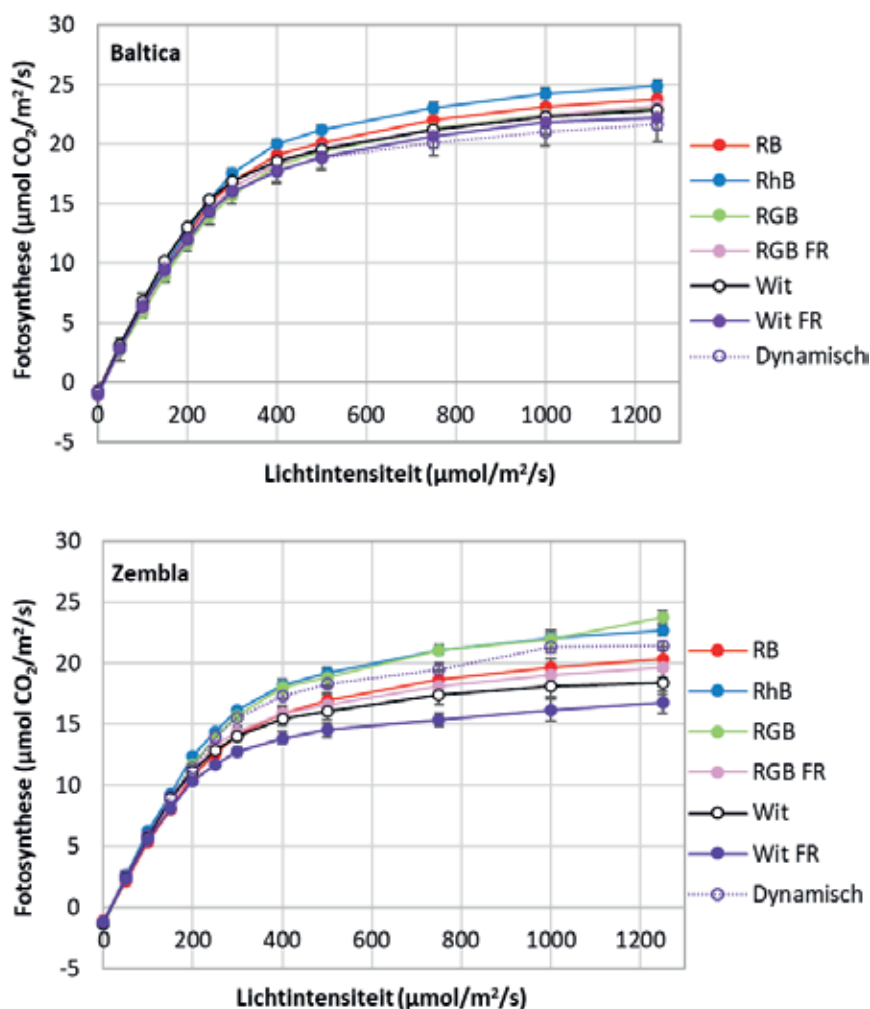 30
Baltica
25
20
15
10
5
0
-5
0 200 400 600 800 1000 1200
Fotosynthese (µmol CO₂/m²/s)
Lichtintensiteit (µmol/m²/s)
RB
RhB
RGB
RGB FR
Wit
Wit FR
Dynamisch
30
Zembla
25
20
15
10
5
0
-5
0 200 400 600 800 1000 1200
Fotosynthese (µmol CO₂/m²/s)
Lichtintensiteit (µmol/m²/s)
RB
RhB
RGB
RGB FR
Wit
Wit FR
Dynamisch